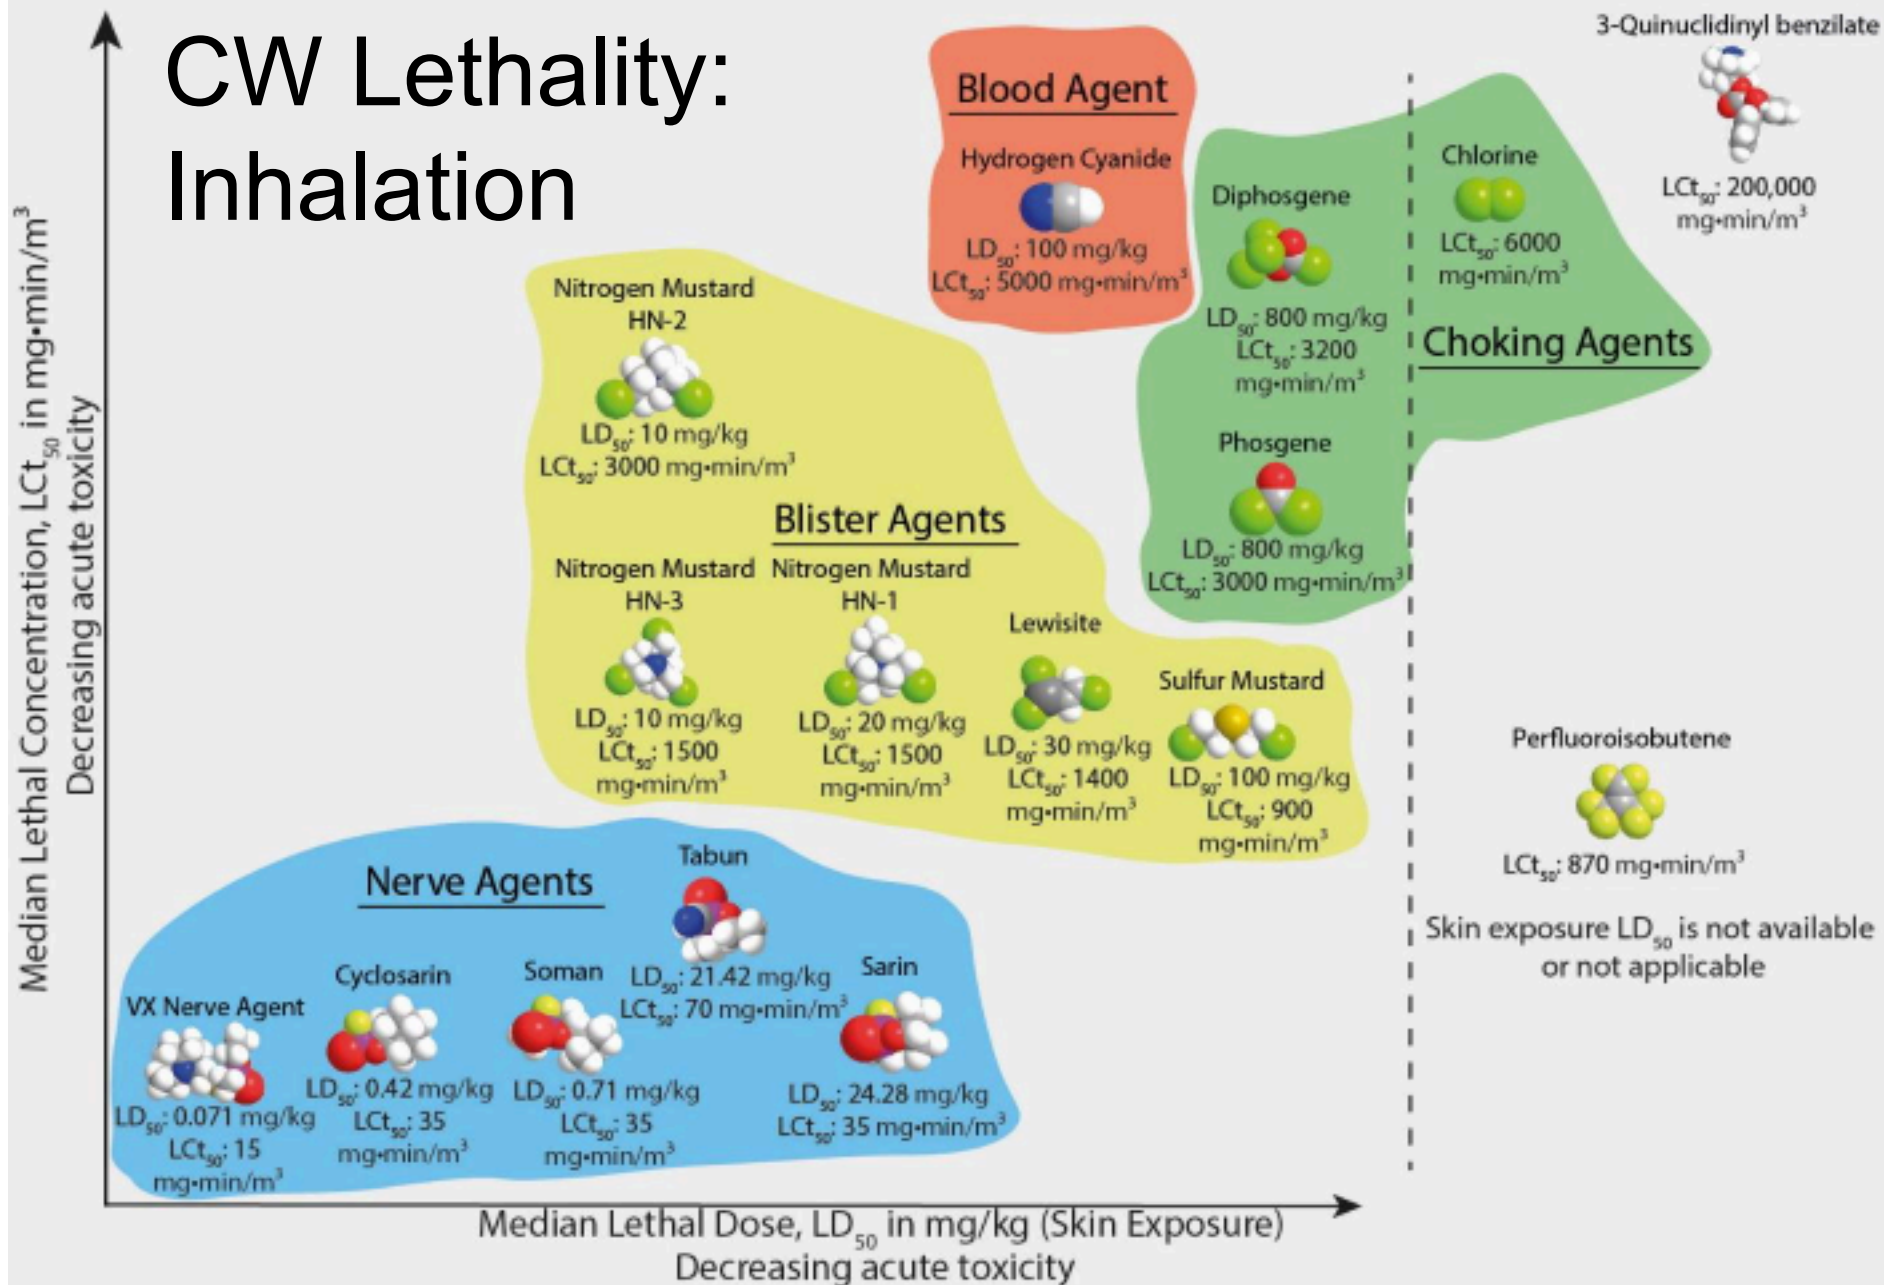 CW Lethality:
Inhalation
Median Lethal Concentration, LCt₅₀ in mg•min/m³
Decreasing acute toxicity
Blood Agent
Hydrogen Cyanide
LD₅₀: 100 mg/kg
LCt₅₀: 5000 mg•min/m³
3-Quinuclidinyl benzilate
LCt₅₀: 200,000
mg•min/m³
Diphosgene
LD₅₀: 800 mg/kg
LCt₅₀: 3200
mg•min/m³
Chlorine
LCt₅₀: 6000
mg•min/m³
Choking Agents
Phosgene
LD₅₀: 800 mg/kg
LCt₅₀: 3000 mg•min/m³
Nitrogen Mustard
HN-2
LD₅₀: 10 mg/kg
LCt₅₀: 3000 mg•min/m³
Blister Agents
Nitrogen Mustard
HN-3
LD₅₀: 10 mg/kg
LCt₅₀: 1500
mg•min/m³
Nitrogen Mustard
HN-1
LD₅₀: 20 mg/kg
LCt₅₀: 1500
mg•min/m³
Lewisite
LD₅₀: 30 mg/kg
LCt₅₀: 1400
mg•min/m³
Sulfur Mustard
LD₅₀: 100 mg/kg
LCt₅₀: 900
mg•min/m³
Perfluoroisobutene
LCt₅₀: 870 mg•min/m³
Skin exposure LD₅₀ is not available
or not applicable
Nerve Agents
Tabun
LD₅₀: 21.42 mg/kg
LCt₅₀: 70 mg•min/m³
VX Nerve Agent
LD₅₀: 0.071 mg/kg
LCt₅₀: 15
mg•min/m³
Cyclosarin
LD₅₀: 0.42 mg/kg
LCt₅₀: 35
mg•min/m³
Soman
LD₅₀: 0.71 mg/kg
LCt₅₀: 35
mg•min/m³
Sarin
LD₅₀: 24.28 mg/kg
LCt₅₀: 35 mg•min/m³
Median Lethal Dose, LD₅₀ in mg/kg (Skin Exposure)
Decreasing acute toxicity